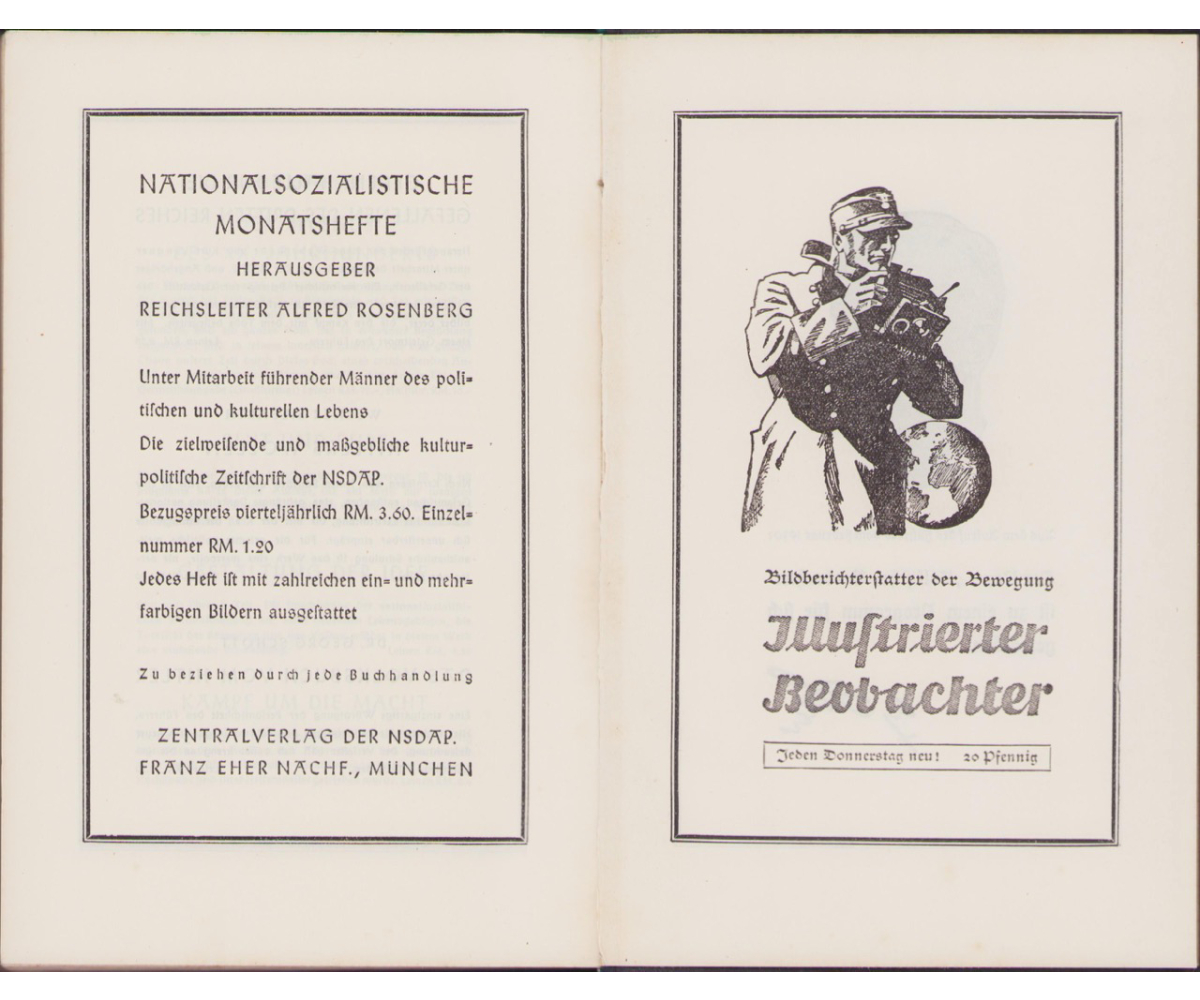 NATIONALSOZIALISTISCHE
MONATSHEFTE
HERAUSGEBER
REICHSLEITER ALFRED ROSENBERG
Unter Mitarbeit führender Männer des poli=
tiſchen und kulturellen Lebens
Die zielweiſende und maßgebliche kultur=
politiſche Zeitſchrift der NSDAP.
Bezugspreis vierteljährlich RM. 3.60. Einzel=
nummer RM. 1.20
Jedes Heft iſt mit zahlreichen ein= und mehr=
farbigen Bildern ausgeſtattet
Zu beziehen durch jede Buchhandlung
ZENTRALVERLAG DER NSDAP.
FRANZ EHER NACHF., MÜNCHEN
Bildberichterſtatter der Bewegung
Illuſtrierter
Beobachter
Jeden Donnerstag neu! 20 Pfennig